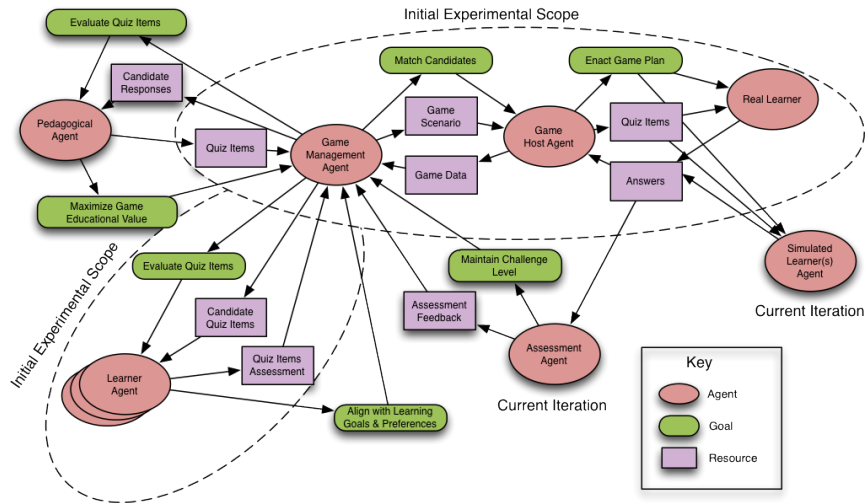 Initial Experimental Scope
Evaluate Quiz Items
Match Candidates
Enact Game Plan
Candidate
Responses
Game
Scenario
Real Learner
Pedagogical
Agent
Quiz Items
Game
Management
Agent
Game
Host Agent
Quiz Items
Game Data
Answers
Maximize Game
Educational Value
Initial Experimental Scope
Evaluate Quiz Items
Maintain Challenge
Level
Simulated
Learner(s)
Agent
Current Iteration
Candidate
Quiz Items
Assessment
Feedback
Learner
Agent
Quiz Items
Assessment
Assessment
Agent
Current Iteration
Align with Learning
Goals & Preferences
Key
Agent
Goal
Resource